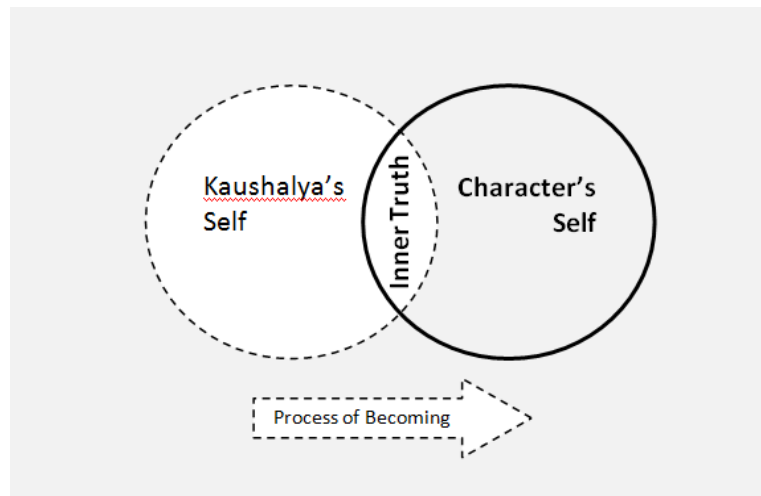 Kaushalya's
Self
Inner Truth
Character's
Self
Process of Becoming